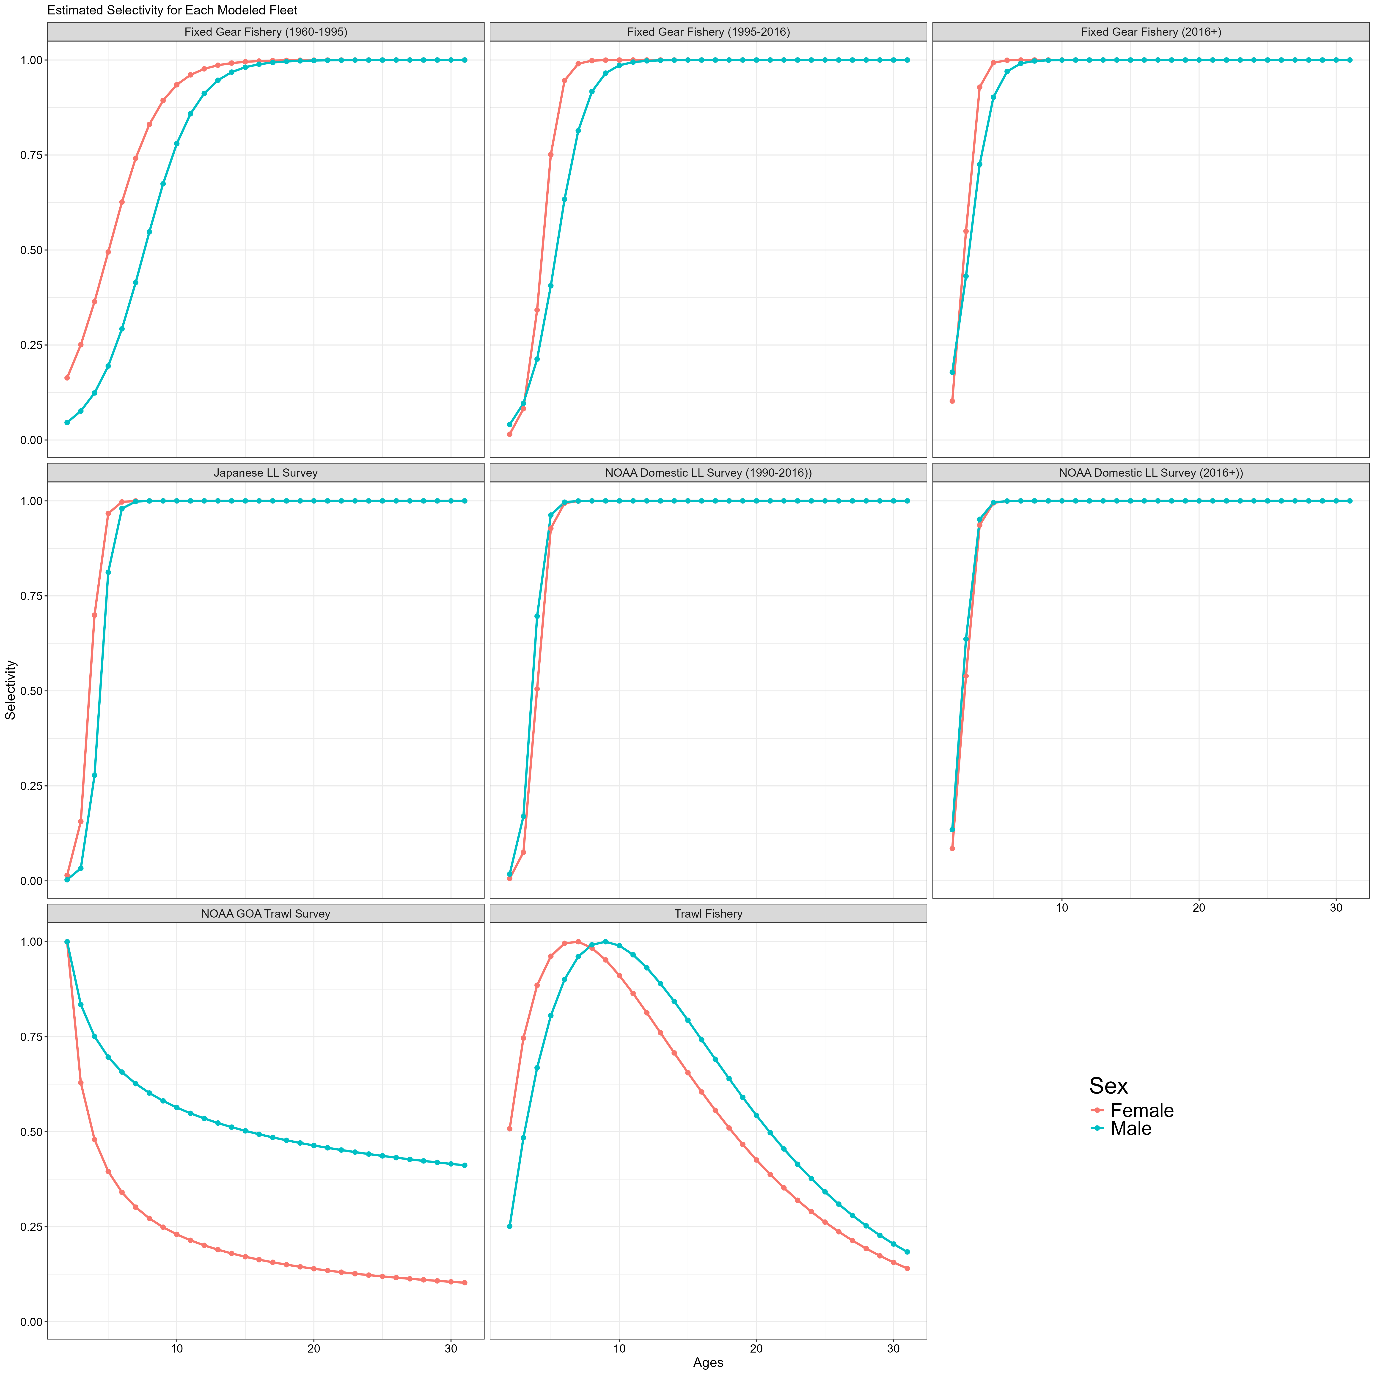 Estimated Selectivity for Each Modeled Fleet
Fixed Gear Fishery (1960-1995)
Fixed Gear Fishery (1995-2016)
Fixed Gear Fishery (2016+)
1.00
0.75
0.50
0.25
0.00
Japanese LL Survey
NOAA Domestic LL Survey (1990-2016))
NOAA Domestic LL Survey (2016+))
1.00
0.75
0.50
0.25
0.00
Selectivity
10 20 30
NOAA GOA Trawl Survey
Trawl Fishery
1.00
0.75
0.50
0.25
0.00
10 20 30
10 20 30
Ages
Sex
Female
Male